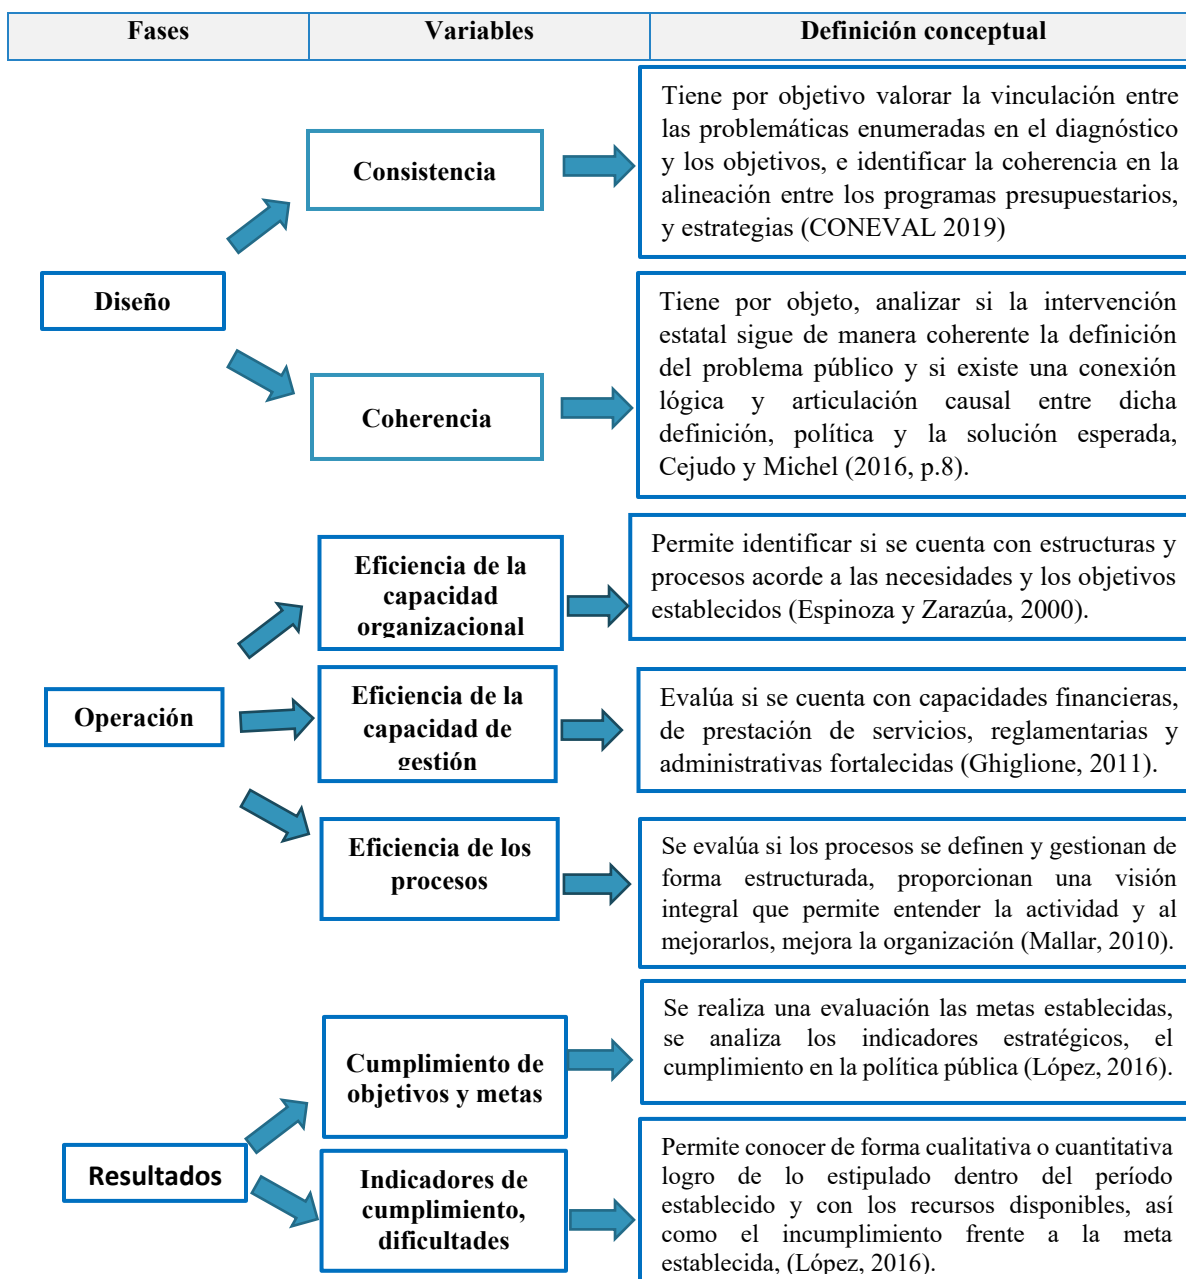 Fases
Variables
Definición conceptual
Diseño
Consistencia
Tiene por objetivo valorar la vinculación entre
las problemáticas enumeradas en el diagnóstico
y los objetivos, e identificar la coherencia en la
alineación entre los programas presupuestarios,
y estrategias (CONEVAL 2019)
Coherencia
Tiene por objeto, analizar si la intervención
estatal sigue de manera coherente la definición
del problema público y si existe una conexión
lógica y articulación causal entre dicha
definición, política y la solución esperada,
Cejudo y Michel (2016, p.8).
Operación
Eficiencia de la
capacidad
organizacional
Permite identificar si se cuenta con estructuras y
procesos acorde a las necesidades y los objetivos
establecidos (Espinoza y Zarazúa, 2000).
Eficiencia de la
capacidad de
gestión
Evalúa si se cuenta con capacidades financieras,
de prestación de servicios, reglamentarias y
administrativas fortalecidas (Ghiglione, 2011).
Eficiencia de los
procesos
Se evalúa si los procesos se definen y gestionan de
forma estructurada, proporcionan una visión
integral que permite entender la actividad y al
mejorarlos, mejora la organización (Mallar, 2010).
Resultados
Cumplimiento de
objetivos y metas
Se realiza una evaluación las metas establecidas,
se analiza los indicadores estratégicos, el
cumplimiento en la política pública (López, 2016).
Indicadores de
cumplimiento,
dificultades
Permite conocer de forma cualitativa o cuantitativa
logro de lo estipulado dentro del período
establecido y con los recursos disponibles, así
como el incumplimiento frente a la meta
establecida, (López, 2016).